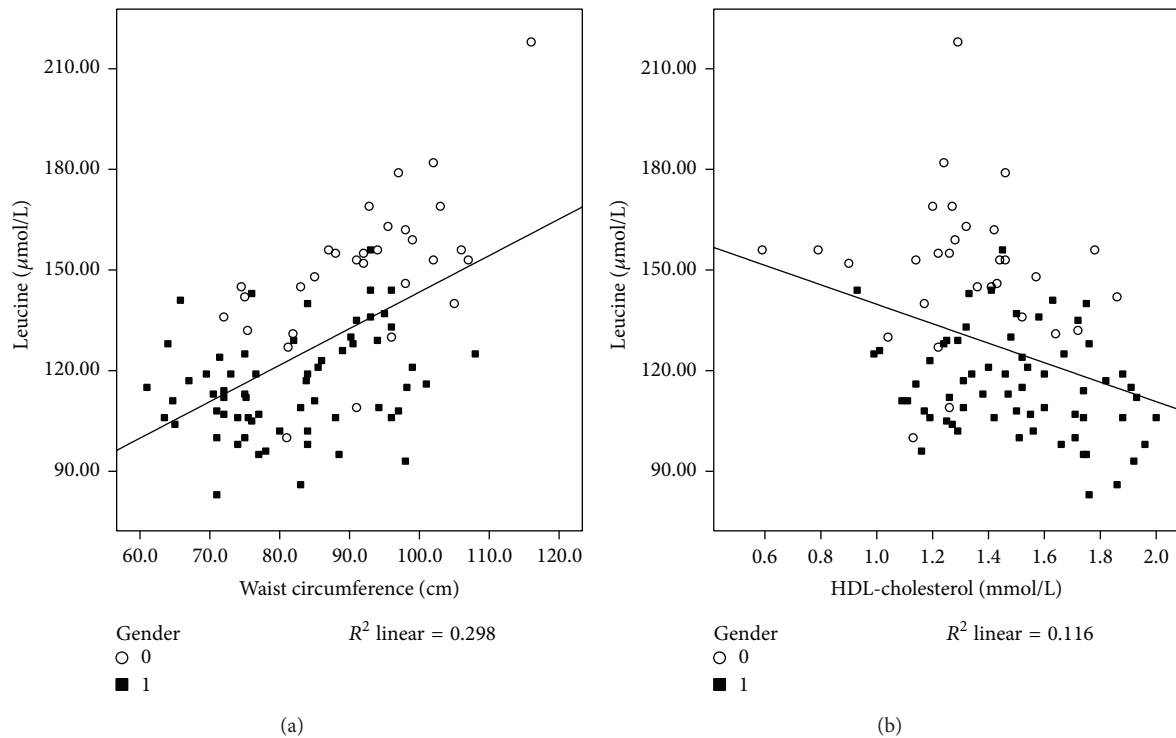 210.00
180.00
150.00
120.00
90.00
Leucine (μmol/L)
60.0 70.0 80.0 90.0 100.0 110.0 120.0
Waist circumference (cm)
Gender
0
1
R² linear = 0.298
(a)
210.00
180.00
150.00
120.00
90.00
Leucine (μmol/L)
0.6 0.8 1.0 1.2 1.4 1.6 1.8 2.0
HDL-cholesterol (mmol/L)
Gender
0
1
R² linear = 0.116
(b)